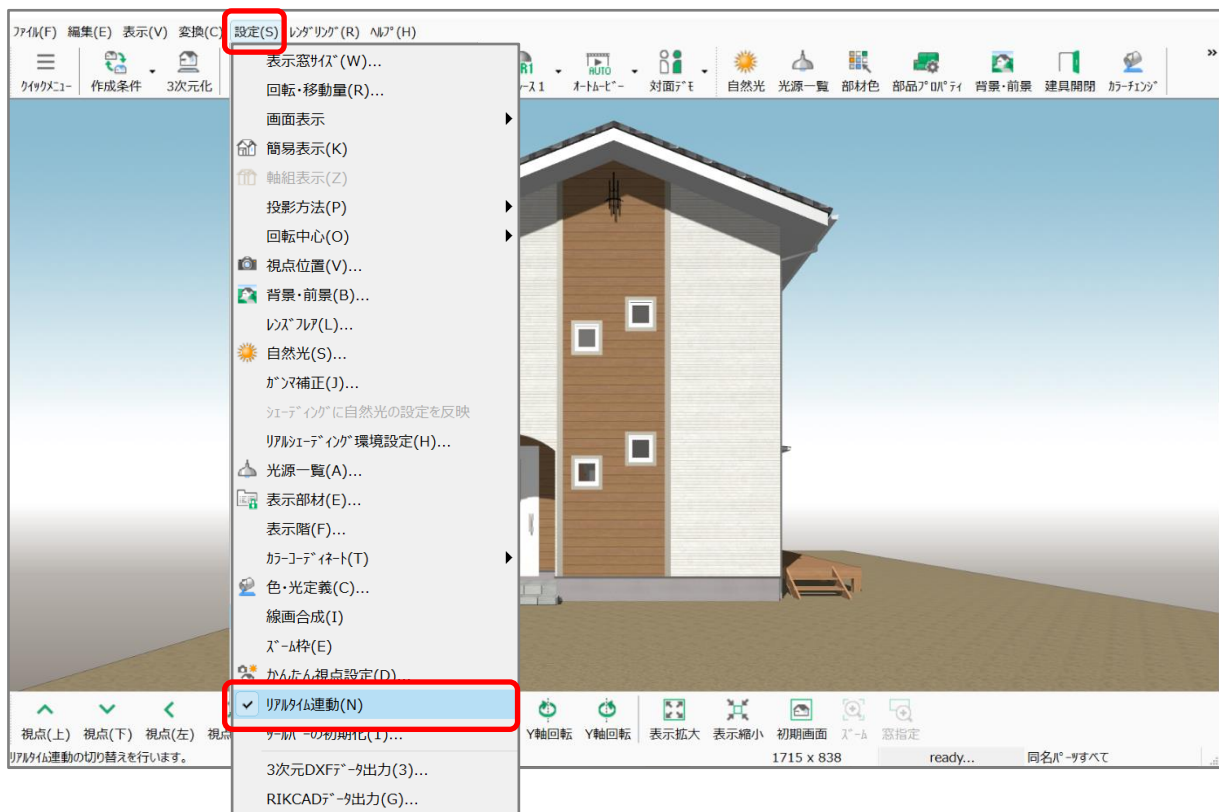 ﾌｧｲﾙ(F) 編集(E) 表示(V) 変換(C) 設定(S) ﾚﾝﾀﾞﾘﾝｸﾞ(R) ﾍﾙﾌﾟ(H)
ｸｲｯｸﾒﾆｭｰ 作成条件 3次元化 ｵｰﾄﾑｰﾋﾞｰ 対面ﾃﾞﾓ 自然光 光源一覧 部材色 部品ﾌﾟﾛﾊﾟﾃｨ 背景･前景 建具開閉 ｶﾗｰﾁｪﾝｼﾞ
表示窓ｻｲｽﾞ(W)...
回転･移動量(R)...
画面表示
簡易表示(K)
軸組表示(Z)
投影方法(P)
回転中心(O)
視点位置(V)...
背景･前景(B)...
ﾚﾝｽﾞﾌﾚｱ(L)...
自然光(S)...
ｶﾞﾝﾏ補正(J)...
ｼｪｰﾃﾞｨﾝｸﾞに自然光の設定を反映
ﾘｱﾙｼｪｰﾃﾞｨﾝｸﾞ環境設定(H)...
光源一覧(A)...
表示部材(E)...
表示階(F)...
ｶﾗｰｺｰﾃﾞｨﾈｰﾄ(T)
色･光定義(C)...
線画合成(I)
ｽﾞｰﾑ枠(E)
かんたん視点設定(D)...
ﾘｱﾙﾀｲﾑ連動(N)
ﾂｰﾙﾊﾞｰの初期化(1)...
3次元DXFﾃﾞｰﾀ出力(3)...
RIKCADﾃﾞｰﾀ出力(G)...
視点(上) 視点(下) 視点(左) 視点 Y軸回転 Y軸回転 表示拡大 表示縮小 初期画面 ｽﾞｰﾑ 窓指定
ﾘｱﾙﾀｲﾑ連動の切り替えを行います。 1715 x 838 ready... 同名ﾊﾟｰﾂすべて